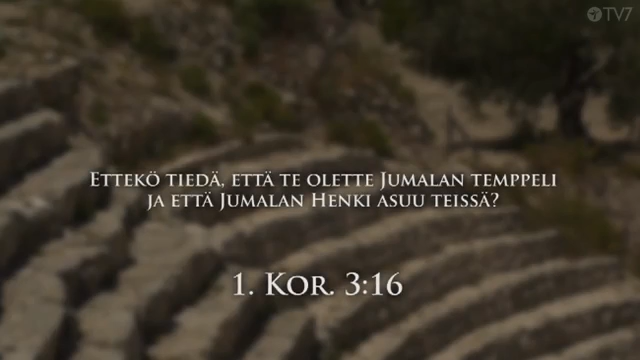 TV7
Ettekö tiedä, että te olette Jumalan temppeli
ja että Jumalan Henki asuu teissä?
1. Kor. 3:16